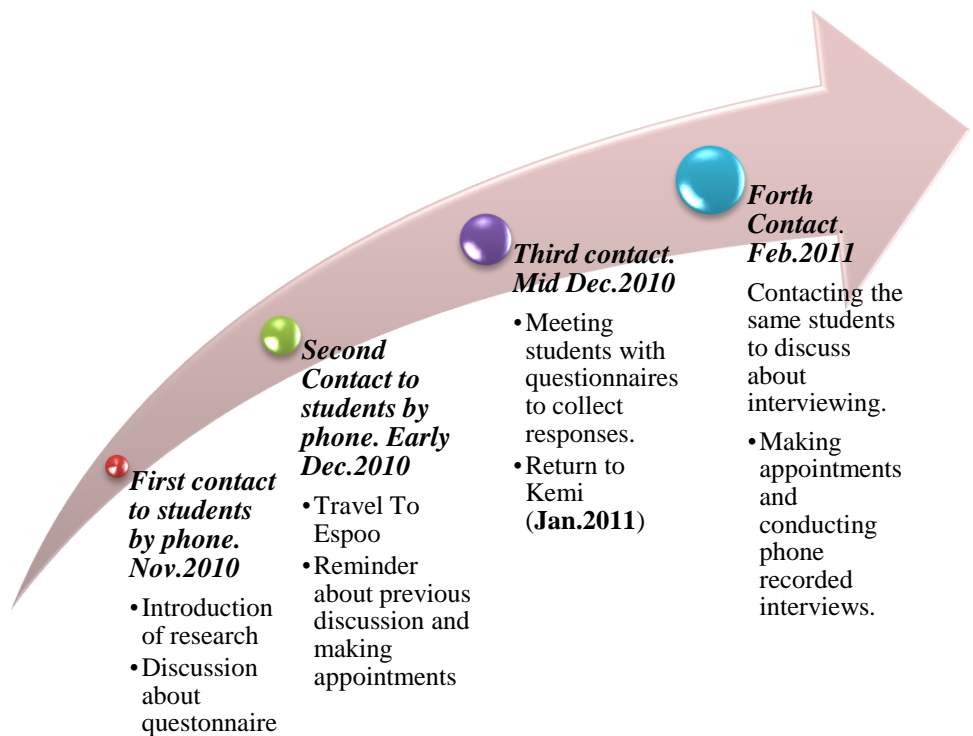 First contact
to students
by phone.
Nov.2010
•Introduction
of research
•Discussion
about
questonnaire
Second
Contact to
students by
phone. Early
Dec.2010
•Travel To
Espoo
•Reminder
about previous
discussion and
making
appointments
Third contact.
Mid Dec.2010
•Meeting
students with
questionnaires
to collect
responses.
•Return to
Kemi
(Jan.2011)
Forth
Contact.
Feb.2011
Contacting the
same students
to discuss
about
interviewing.
•Making
appointments
and
conducting
phone
recorded
interviews.